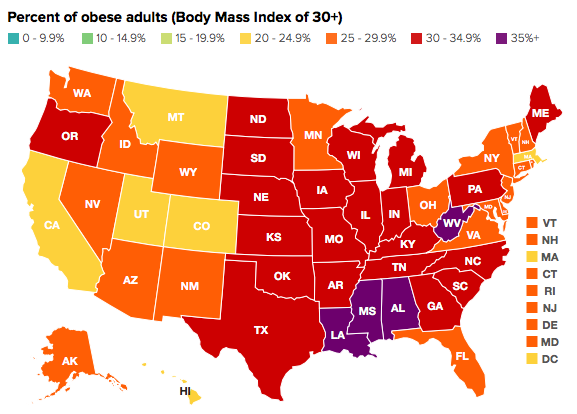 Percent of obese adults (Body Mass Index of 30+)
0 - 9.9% 10 - 14.9% 15 - 19.9% 20 - 24.9% 25 - 29.9% 30 - 34.9% 35%+
WA
MT
ND
MN
ME
OR
ID
SD
WI
MI
VT
NH
NY
MA
WY
CT
NE
IA
PA
NJ
NV
UT
CO
IL
IN
OH
MD
DE
CA
KS
MO
KY
WV
VA
AZ
NM
OK
AR
TN
NC
SC
TX
LA
MS
AL
GA
FL
AK
HI
VT
NH
MA
CT
RI
NJ
DE
MD
DC